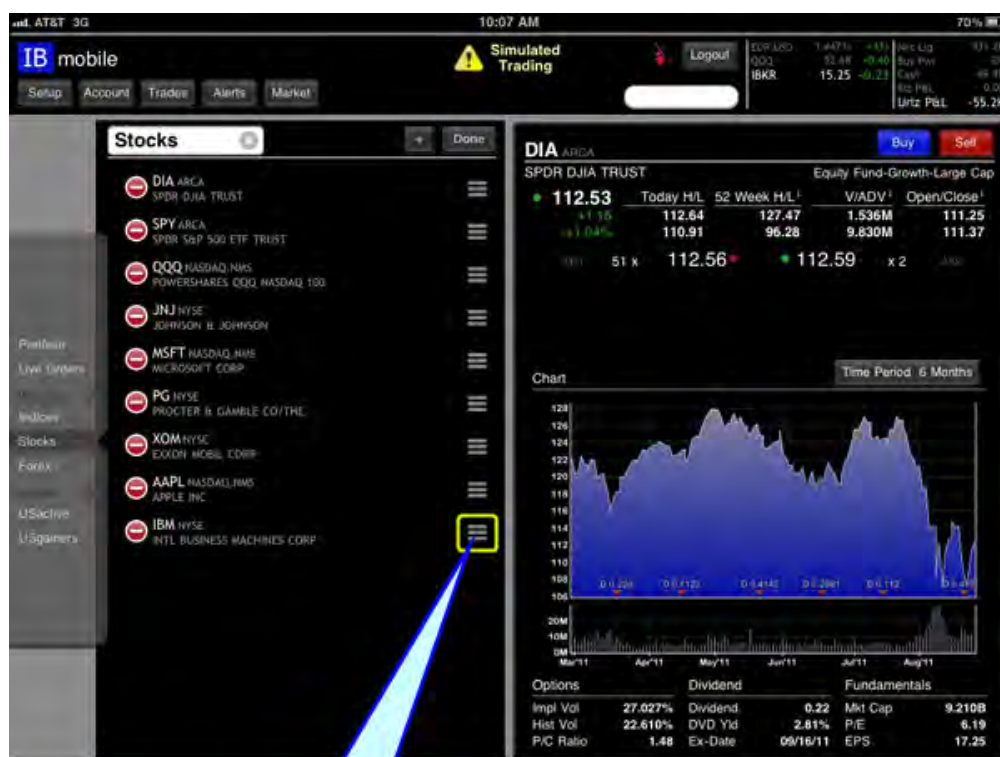 AT&T 3G
10:07 AM
70%
IB mobile
Simulated Trading
Logout
IBKR 15.25 -0.23
Urlz P&L -55.2
Setup Account Trades Alerts Market
Stocks
+ Done
DIA ARCA
SPDR DJIA TRUST
SPY ARCA
SPDR S&P 500 ETF TRUST
QQQ NASDAQ.NMS
POWERSHARES QQQ NASDAQ 100
JNJ NYSE
JOHNSON & JOHNSON
MSFT NASDAQ.NMS
MICROSOFT CORP
PG NYSE
PROCTER & GAMBLE CO/THE
XOM NYSE
EXXON MOBIL CORP
AAPL NASDAQ.NMS
APPLE INC
IBM NYSE
INTL BUSINESS MACHINES CORP
Portfolio
Live Orders
Indices
Stocks
Forex
USactive
USgainers
DIA ARCA
Buy Sell
SPDR DJIA TRUST Equity Fund-Growth-Large Cap
112.53 Today H/L 52 Week H/L V/ADV Open/Close
+1.16 112.64 127.47 1.536M 111.25
+1.04% 110.91 96.28 9.830M 111.37
51 x 112.56 112.59 x 2
Chart
Time Period 6 Months
128
126
124
122
120
118
116
114
112
110
108
106
20M
10M
0M
Mar'11 Apr'11 May'11 Jun'11 Jul'11 Aug'11
Options Dividend Fundamentals
Impl Vol 27.027% Dividend 0.22 Mkt Cap 9.210B
Hist Vol 22.610% DVD Yld 2.81% P/E 6.19
P/C Ratio 1.48 Ex-Date 09/16/11 EPS 17.25